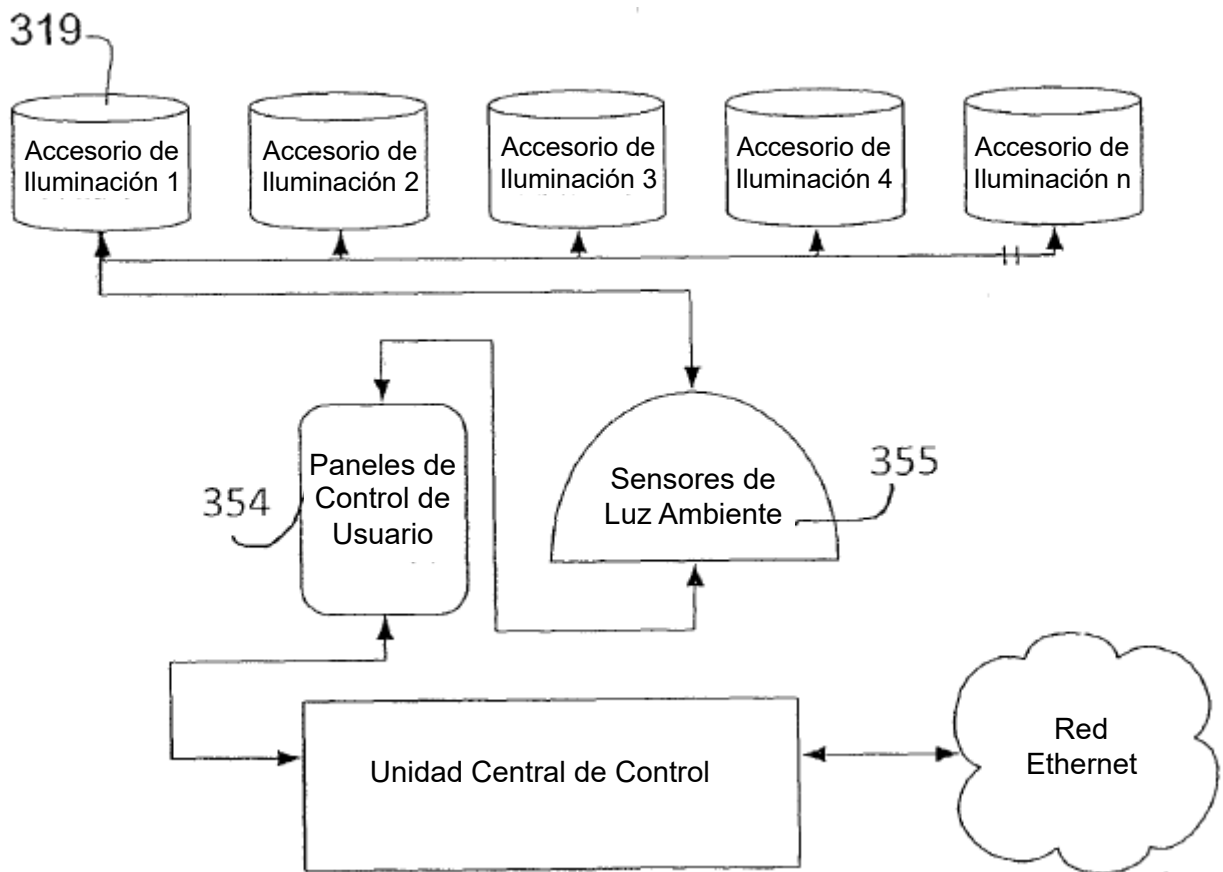 319
Accesorio de
Iluminación 1
Accesorio de
Iluminación 2
Accesorio de
Iluminación 3
Accesorio de
Iluminación 4
Accesorio de
Iluminación n
354
Paneles de
Control de
Usuario
Sensores de
Luz Ambiente
355
Unidad Central de Control
Red
Ethernet